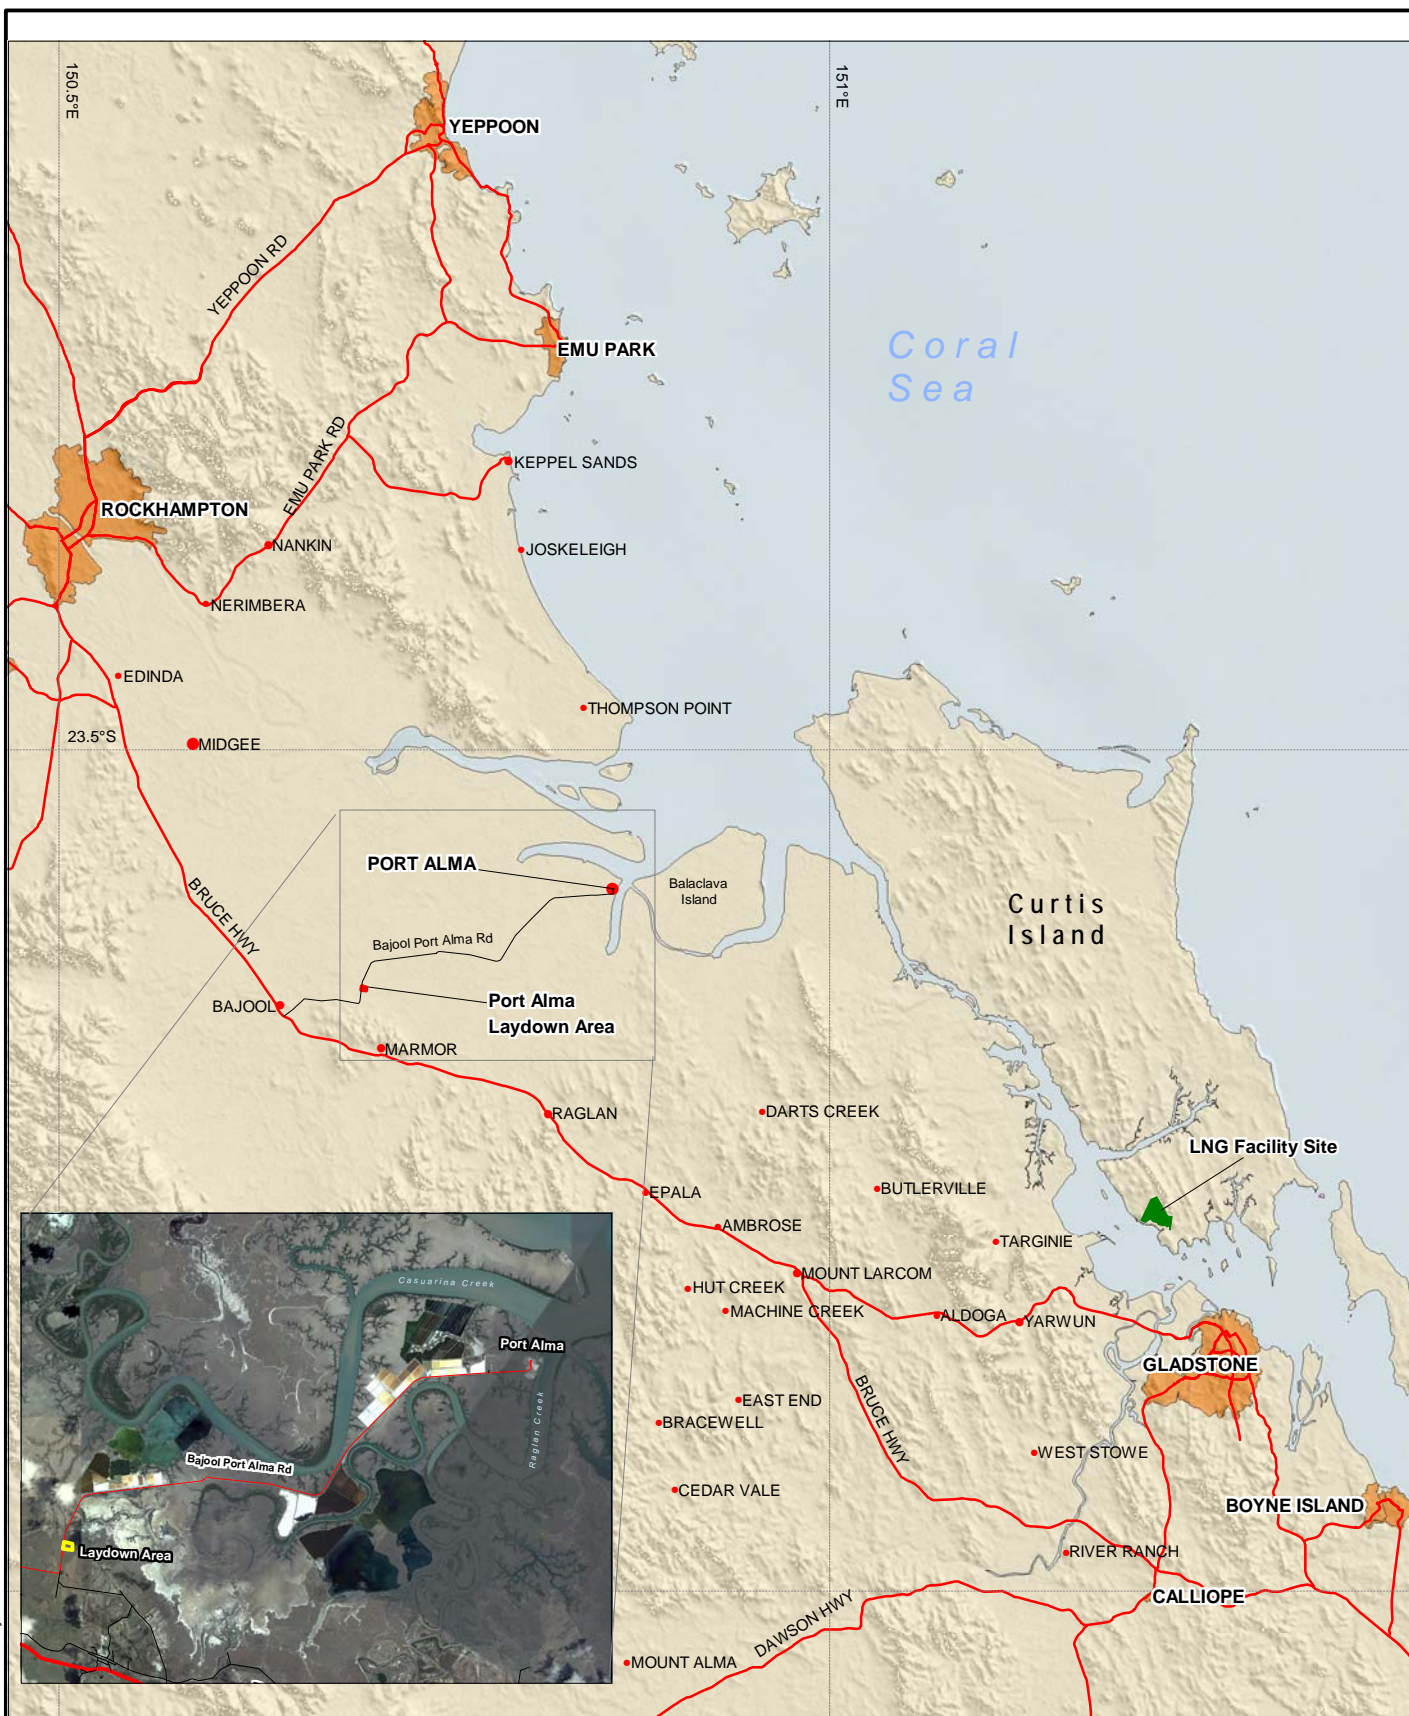 150.5°E
151°E
YEPPOON
YEPPOON RD
EMU PARK
Coral
Sea
EMU PARK RD
KEPPEL SANDS
ROCKHAMPTON
NANKIN
JOSKELEIGH
NERIMBERA
EDINDA
THOMPSON POINT
23.5°S
MIDGEE
PORT ALMA
Balaclava
Island
BRUCE HWY
Curtis
Island
Bajool Port Alma Rd
BAJOOL
Port Alma
Laydown Area
MARMOR
RAGLAN
DARTS CREEK
LNG Facility Site
EPALA
BUTLERVILLE
AMBROSE
TARGINIE
MOUNT LARCOM
HUT CREEK
MACHINE CREEK
ALDOGA
YARWUN
GLADSTONE
EAST END
BRACEWELL
BRUCE HWY
WEST STOWE
CEDAR VALE
BOYNE ISLAND
RIVER RANCH
CALLIOPE
DAWSON HWY
MOUNT ALMA
Casuarina Creek
Port Alma
Raglan Creek
Bajool Port Alma Rd
Laydown Area